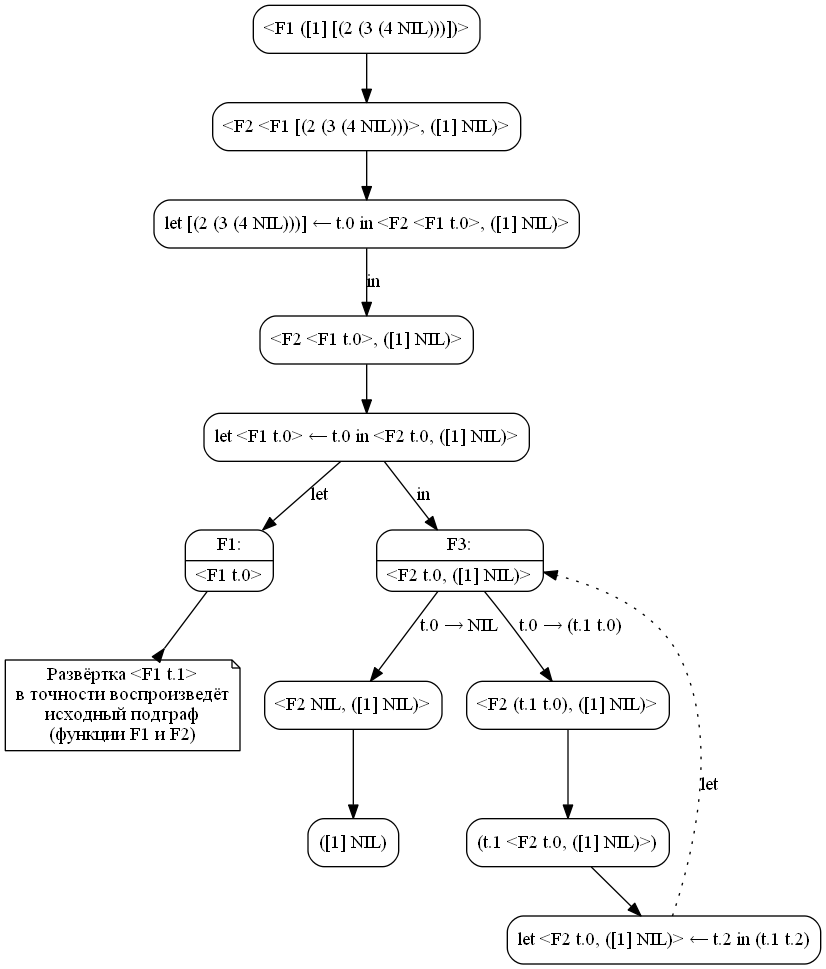 <F1 ([1] [(2 (3 (4 NIL)))])>
<F2 <F1 [(2 (3 (4 NIL)))>, ([1] NIL)>
let [(2 (3 (4 NIL)))] ← t.0 in <F2 <F1 t.0>, ([1] NIL)>
in
<F2 <F1 t.0>, ([1] NIL)>
let <F1 t.0> ← t.0 in <F2 t.0, ([1] NIL)>
let
in
F1:
<F1 t.0>
F3:
<F2 t.0, ([1] NIL)>
t.0 → NIL
t.0 → (t.1 t.0)
Развёртка <F1 t.1>
в точности воспроизведёт
исходный подграф
(функции F1 и F2)
<F2 NIL, ([1] NIL)>
<F2 (t.1 t.0), ([1] NIL)>
let
([1] NIL)
(t.1 <F2 t.0, ([1] NIL)>)
let <F2 t.0, ([1] NIL)> ← t.2 in (t.1 t.2)